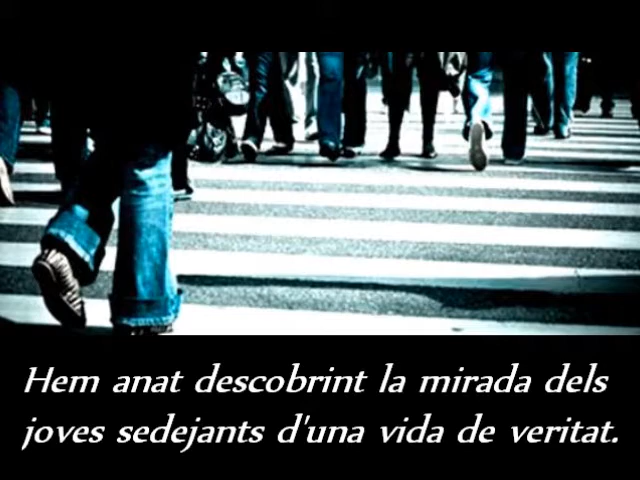 Hem anat descobrint la mirada dels
joves sedejants d'una vida de veritat.